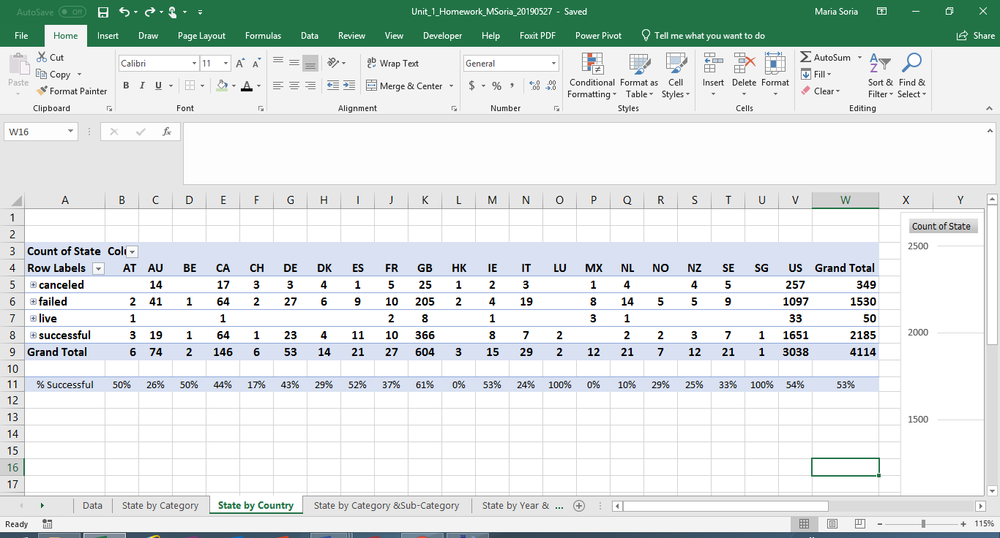 AutoSave Off Unit_1_Homework_MSoria_20190527 - Saved Maria Soria
File Home Insert Draw Page Layout Formulas Data Review View Developer Help Foxit PDF Power Pivot Tell me what you want to do Share
Paste
Cut
Copy
Format Painter
Clipboard
Calibri 11
B I U A
Font
Wrap Text
Merge & Center
Alignment
General
$ % ,
Number
Conditional Formatting
Format as Table
Cell Styles
Styles
Insert Delete Format
Cells
AutoSum
Fill
Clear
Sort & Filter
Find & Select
Editing
W16 fx
A B C D E F G H I J K L M N O P Q R S T U V W X Y
1
2
3 Count of State Colu
4 Row Labels AT AU BE CA CH DE DK ES FR GB HK IE IT LU MX NL NO NZ SE SG US Grand Total
5 canceled 14 17 3 3 4 1 5 25 1 2 3 1 4 4 5 257 349
6 failed 2 41 1 64 2 27 6 9 10 205 2 4 19 8 14 5 5 9 1097 1530
7 live 1 1 2 8 1 3 1 33 50
8 successful 3 19 1 64 1 23 4 11 10 366 8 7 2 2 2 3 7 1 1651 2185
9 Grand Total 6 74 2 146 6 53 14 21 27 604 3 15 29 2 12 21 7 12 21 1 3038 4114
10
11 % Successful 50% 26% 50% 44% 17% 43% 29% 52% 37% 61% 0% 53% 24% 100% 0% 10% 29% 25% 33% 100% 54% 53%
12
13
14
15
16
17
Count of State
2500
2000
1500
Data State by Category State by Country State by Category &Sub-Category State by Year & ...
Ready 115%